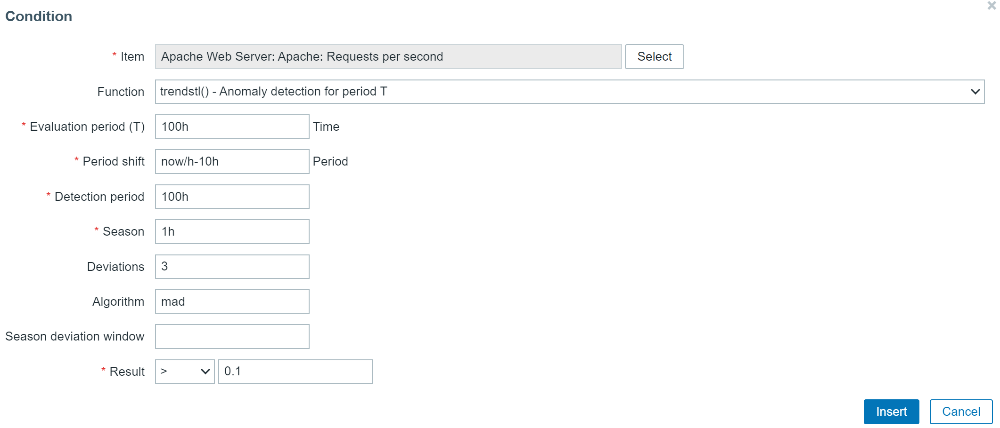 Condition
* Item Apache Web Server: Apache: Requests per second Select
Function trendstl() - Anomaly detection for period T
* Evaluation period (T) 100h Time
* Period shift now/h-10h Period
* Detection period 100h
* Season 1h
Deviations 3
Algorithm mad
Season deviation window
* Result > 0.1
Insert Cancel